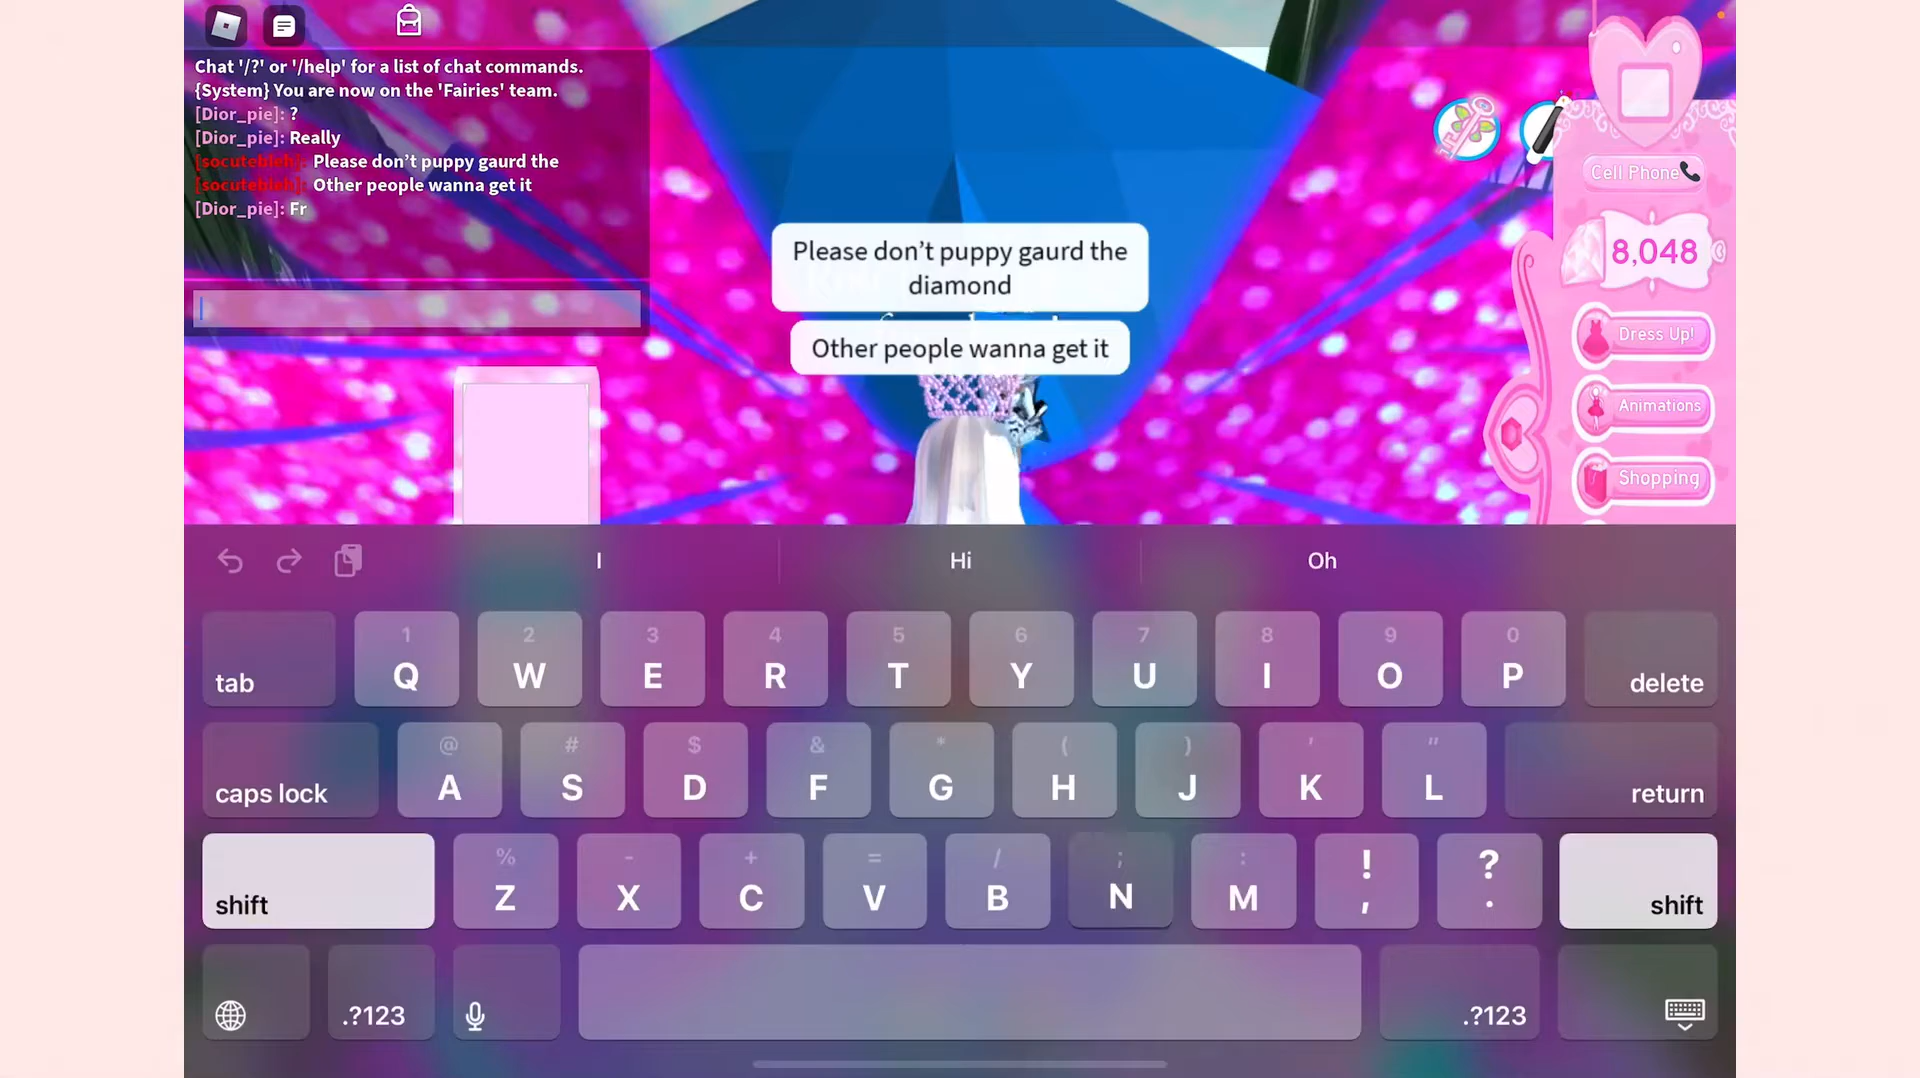 Chat '/?' or '/help' for a list of chat commands.
{System} You are now on the 'Fairies' team.
[Dior_pie]: ?
[Dior_pie]: Really
[socutebleh]: Please don’t puppy gaurd the
[socutebleh]: Other people wanna get it
[Dior_pie]: Fr
Please don’t puppy gaurd the
diamond
Other people wanna get it
Cell Phone
8,048
Dress Up!
Animations
Shopping
I Hi Oh
1 2 3 4 5 6 7 8 9 0
tab Q W E R T Y U I O P delete
@ # $ & * ( ) ' "
caps lock A S D F G H J K L return
% - + = / ; : ! ?
shift Z X C V B N M , . shift
.?123 .?123